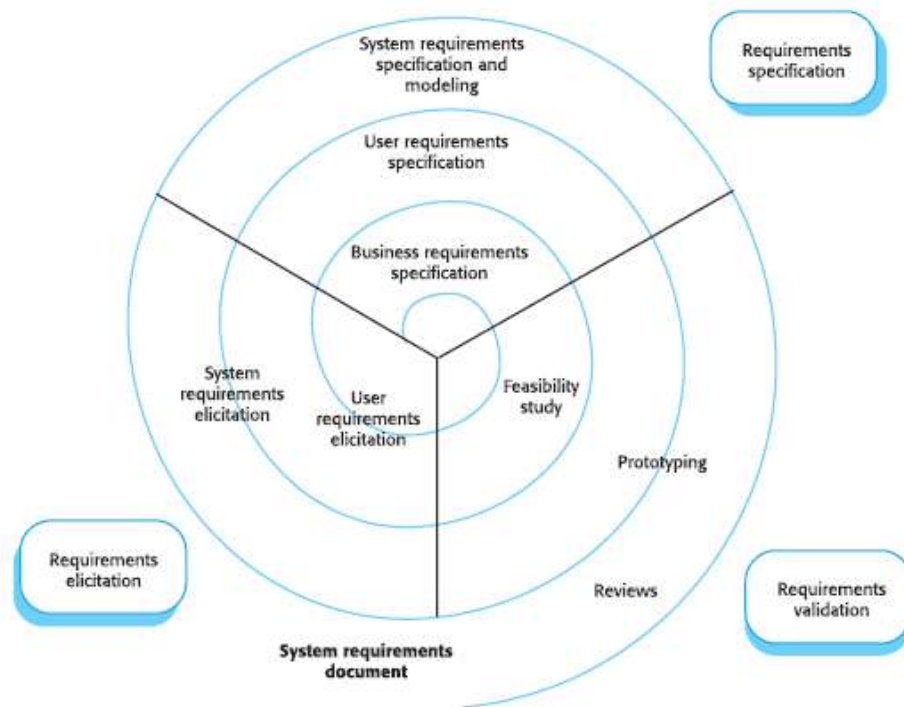 System requirements
specification and
modeling
Requirements
specification
User requirements
specification
Business requirements
specification
System
requirements
elicitation
User
requirements
elicitation
Feasibility
study
Prototyping
Requirements
elicitation
Reviews
Requirements
validation
System requirements
document